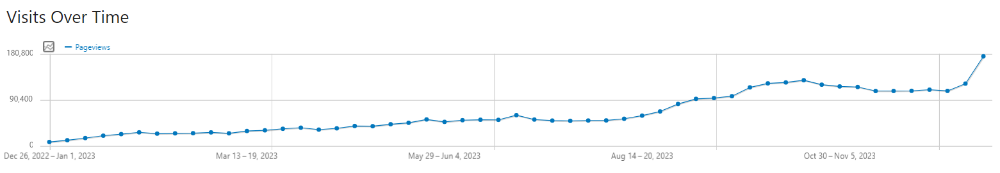 Visits Over Time
Pageviews
180,800
90,400
0
Dec 26, 2022 – Jan 1, 2023 Mar 13 – 19, 2023 May 29 – Jun 4, 2023 Aug 14 – 20, 2023 Oct 30 – Nov 5, 2023